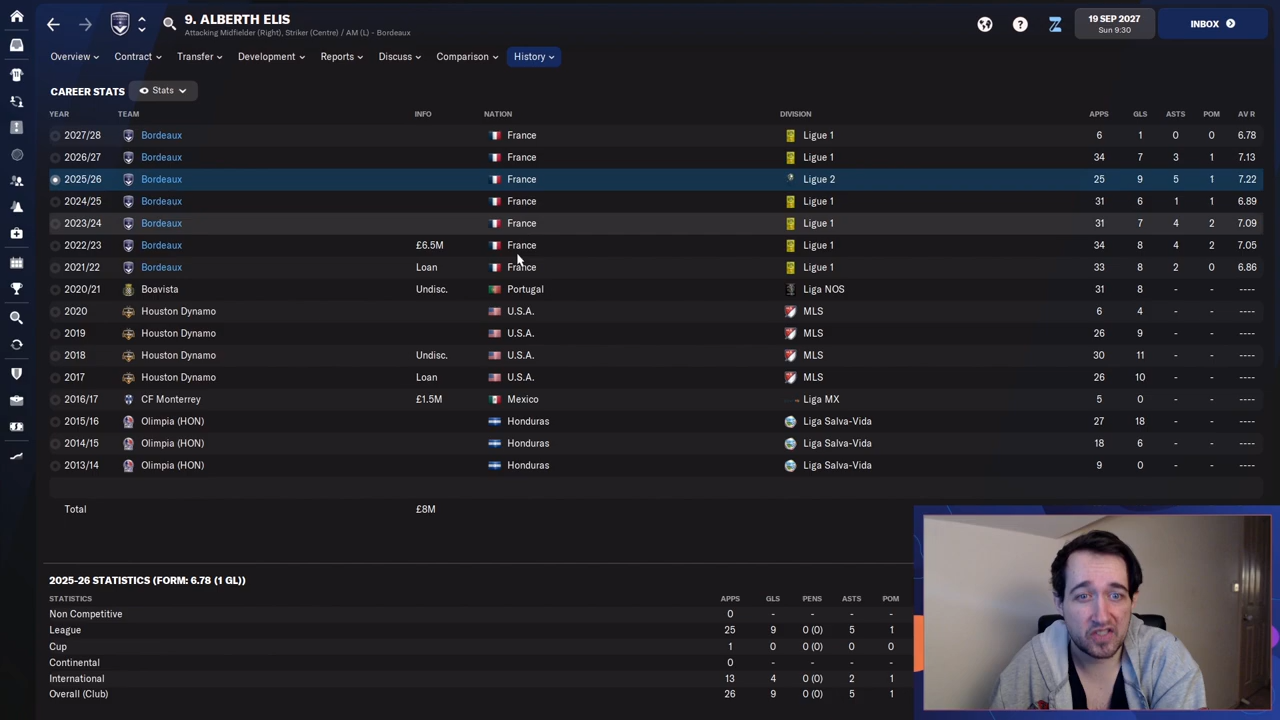 9. ALBERTH ELIS
Attacking Midfielder (Right), Striker (Centre) / AM (L) - Bordeaux
19 SEP 2027
Sun 9:30
INBOX
Overview Contract Transfer Development Reports Discuss Comparison History
CAREER STATS Stats
YEAR TEAM INFO NATION DIVISION APPS GLS ASTS POM AV R
2027/28 Bordeaux France Ligue 1 6 1 0 0 6.78
2026/27 Bordeaux France Ligue 1 34 7 3 1 7.13
2025/26 Bordeaux France Ligue 2 25 9 5 1 7.22
2024/25 Bordeaux France Ligue 1 31 6 1 1 6.89
2023/24 Bordeaux France Ligue 1 31 7 4 2 7.09
2022/23 Bordeaux £6.5M France Ligue 1 34 8 4 2 7.05
2021/22 Bordeaux Loan France Ligue 1 33 8 2 0 6.86
2020/21 Boavista Undisc. Portugal Liga NOS 31 8 - - ----
2020 Houston Dynamo U.S.A. MLS 6 4 - - ----
2019 Houston Dynamo U.S.A. MLS 26 9 - - ----
2018 Houston Dynamo Undisc. U.S.A. MLS 30 11 - - ----
2017 Houston Dynamo Loan U.S.A. MLS 26 10 - - ----
2016/17 CF Monterrey £1.5M Mexico Liga MX 5 0 - - ----
2015/16 Olimpia (HON) Honduras Liga Salva-Vida 27 18 - - ----
2014/15 Olimpia (HON) Honduras Liga Salva-Vida 18 6 - - ----
2013/14 Olimpia (HON) Honduras Liga Salva-Vida 9 0 - - ----
Total £8M
2025-26 STATISTICS (FORM: 6.78 (1 GL))
STATISTICS APPS GLS PENS ASTS POM
Non Competitive 0 - - - -
League 25 9 0 (0) 5 1
Cup 1 0 0 (0) 0 0
Continental 0 - - - -
International 13 4 0 (0) 2 1
Overall (Club) 26 9 0 (0) 5 1